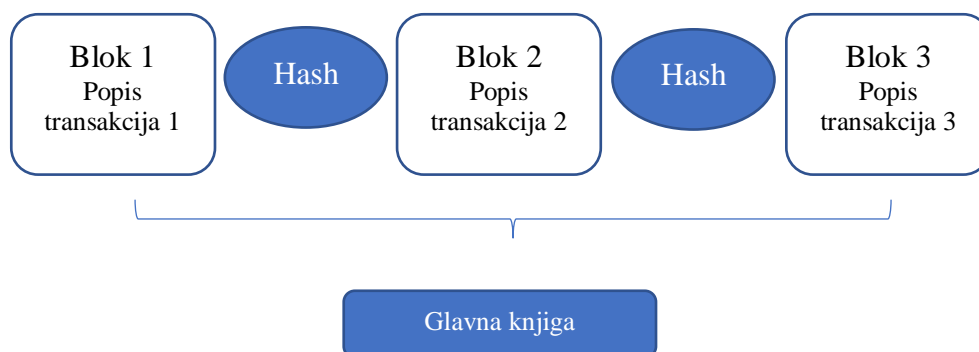 Blok 1
Popis
transakcija 1
Hash
Blok 2
Popis
transakcija 2
Hash
Blok 3
Popis
transakcija 3
Glavna knjiga